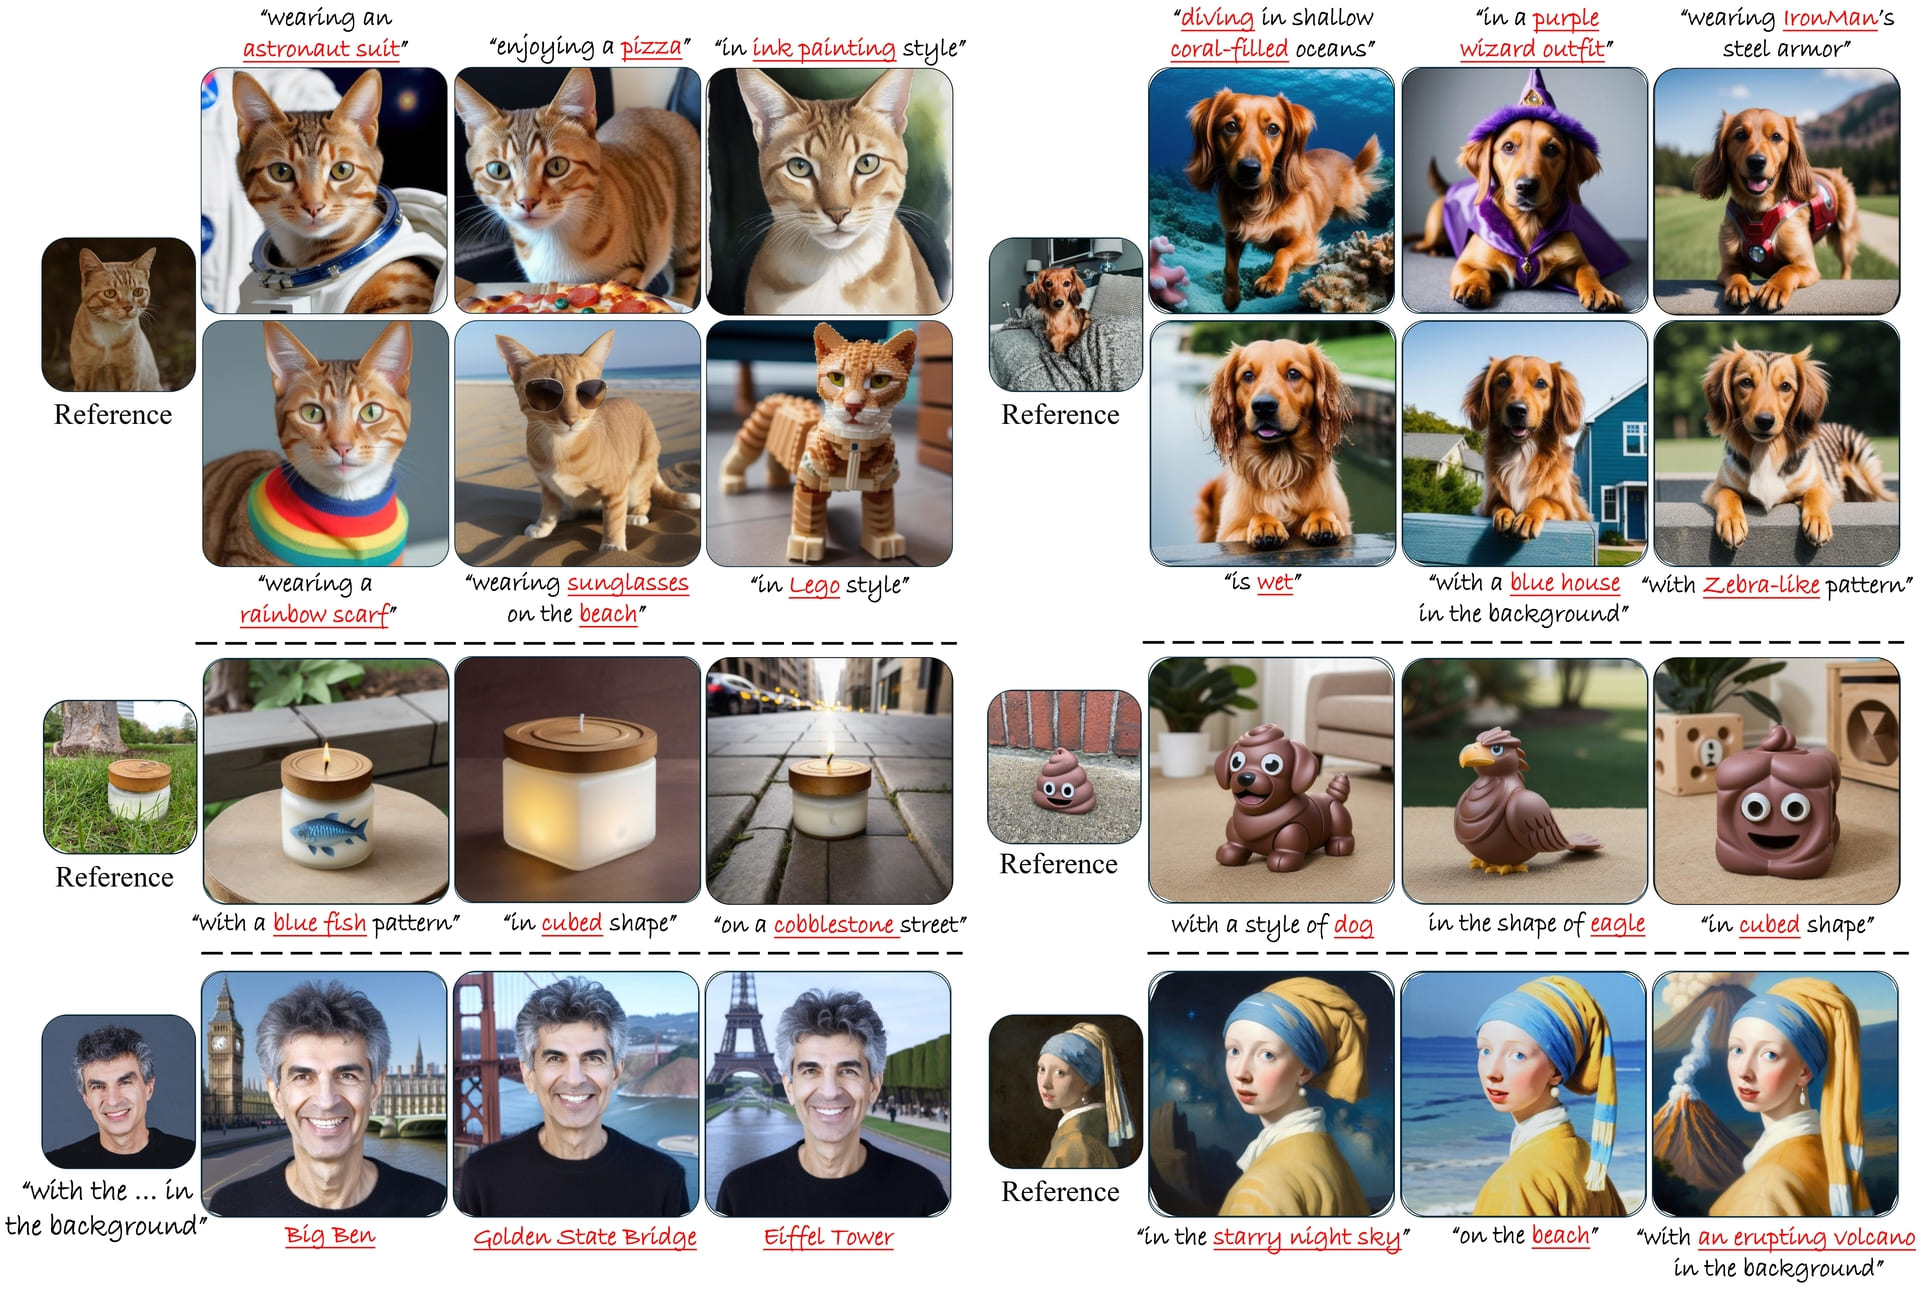 “wearing an
astronaut suit”
“enjoying a pizza”
“in ink painting style”
Reference
“wearing a
rainbow scarf”
“wearing sunglasses
on the beach”
“in Lego style”
“diving in shallow
coral-filled oceans”
“in a purple
wizard outfit”
“wearing IronMan’s
steel armor”
Reference
“is wet”
“with a blue house
in the background”
“with Zebra-like pattern”
Reference
“with a blue fish pattern”
“in cubed shape”
“on a cobblestone street”
Reference
with a style of dog
in the shape of eagle
“in cubed shape”
“with the ... in
the background”
Big Ben
Golden State Bridge
Eiffel Tower
Reference
“in the starry night sky”
“on the beach”
“with an erupting volcano
in the background”